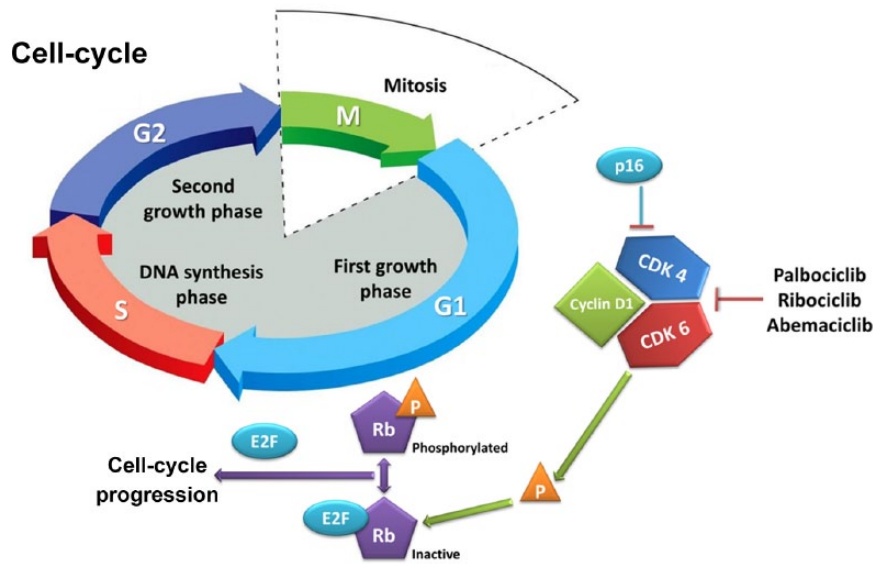 Cell-cycle
Mitosis
M
G2
Second
growth phase
p16
DNA synthesis
phase
First growth
phase
S
G1
CDK 4
Cyclin D1
CDK 6
Palbociclib
Ribociclib
Abemaciclib
P
Rb
Phosphorylated
E2F
Cell-cycle
progression
P
E2F
Rb
Inactive